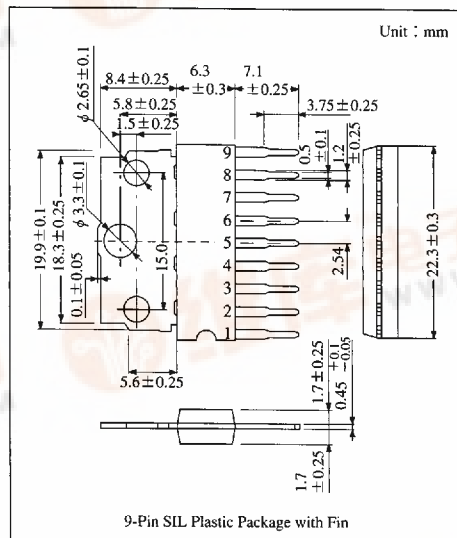 Unit : mm
6.3
± 0.3
7.1
± 0.25
8.4 ± 0.25
5.8 ± 0.25
1.5 ± 0.25
φ 2.65 ± 0.1
φ 3.3 ± 0.1
3.75 ± 0.25
0.5
± 0.1
1.2
± 0.25
19.9 ± 0.1
18.3 ± 0.25
0.1 ± 0.05
15.0
9
8
7
6
5
4
3
2
1
2.54
22.3 ± 0.3
5.6 ± 0.25
1.7 ± 0.25
0.45 +0.1 −0.05
1.7
± 0.25
9-Pin SIL Plastic Package with Fin